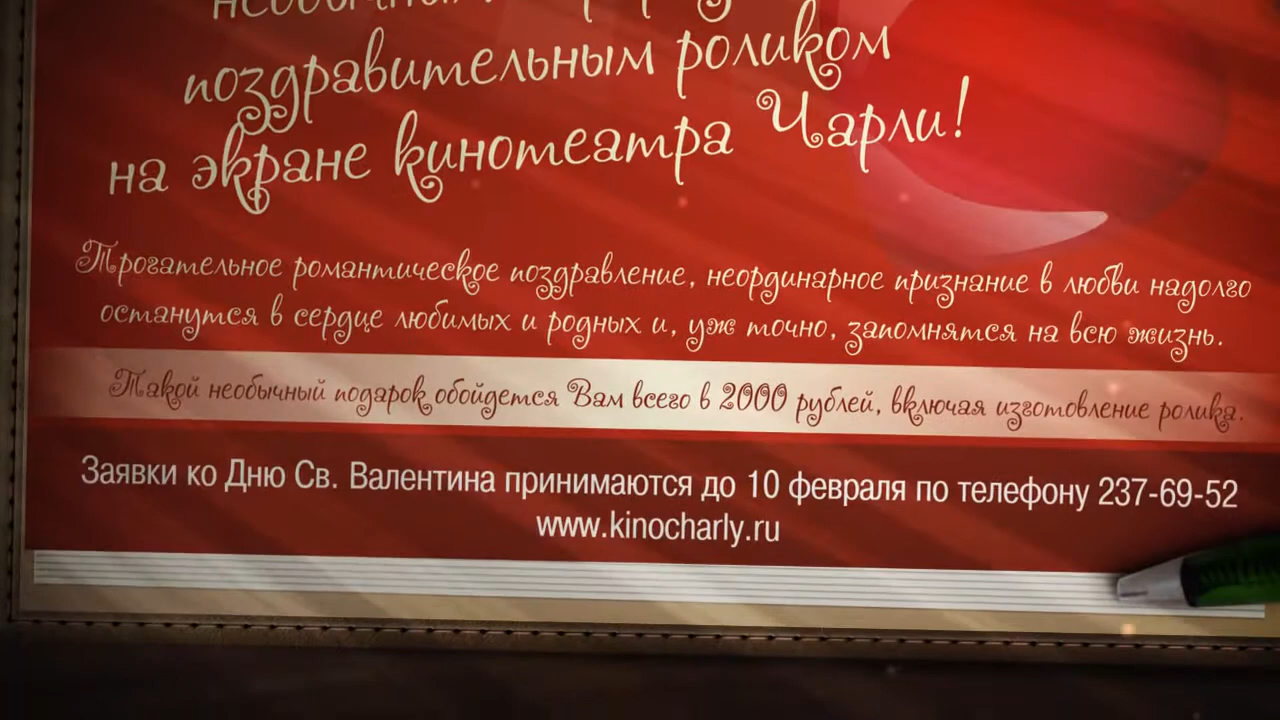 поздравительным роликом
на экране кинотеатра Чарли!
Трогательное романтическое поздравление, неординарное признание в любви надолго
останутся в сердце любимых и родных и, уж точно, запомнятся на всю жизнь.
Такой необычный подарок обойдется Вам всего в 2000 рублей, включая изготовление ролика.
Заявки ко Дню Св. Валентина принимаются до 10 февраля по телефону 237-69-52
www.kinocharly.ru